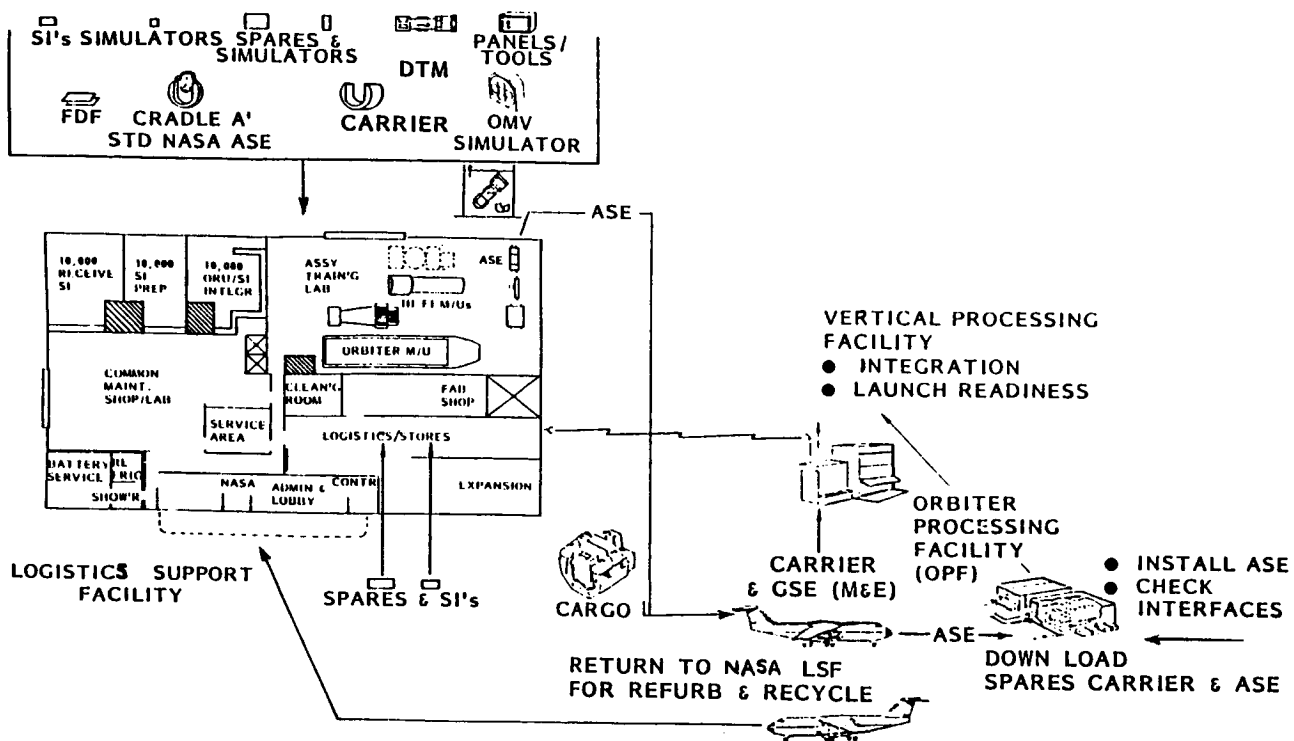 SI's SIMULATORS SPARES &
SIMULATORS
DTM
PANELS/
TOOLS
FDF
CRADLE A'
STD NASA ASE
CARRIER
OMV
SIMULATOR
ASE
10,000
RECEIVE
SI
10,000
SI
PREP
10,000
ORU/SI
INTEGR
ASSY
TRAIN'G
LAB
ASE
HI FI M/Us
ORBITER M/U
COMMON
MAINT.
SHOP/LAB
CLEAN'G
ROOM
FAB
SHOP
SERVICE
AREA
LOGISTICS/STORES
BATTERY
SERVICE
SHOW'R
NASA
ADMIN &
LOBBY
CONTR
EXPANSION
LOGISTICS SUPPORT
FACILITY
SPARES & SI's
CARGO
VERTICAL PROCESSING
FACILITY
● INTEGRATION
● LAUNCH READINESS
CARRIER
& GSE (M&E)
ORBITER
PROCESSING
FACILITY
(OPF)
● INSTALL ASE
● CHECK
INTERFACES
ASE
DOWN LOAD
SPARES CARRIER & ASE
RETURN TO NASA LSF
FOR REFURB & RECYCLE